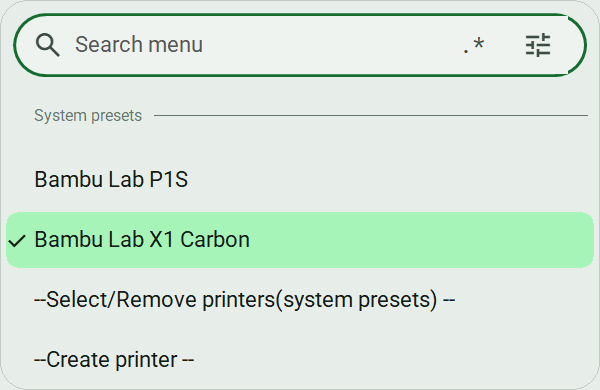 Search menu .*
System presets
Bambu Lab P1S
Bambu Lab X1 Carbon
--Select/Remove printers(system presets) --
--Create printer --